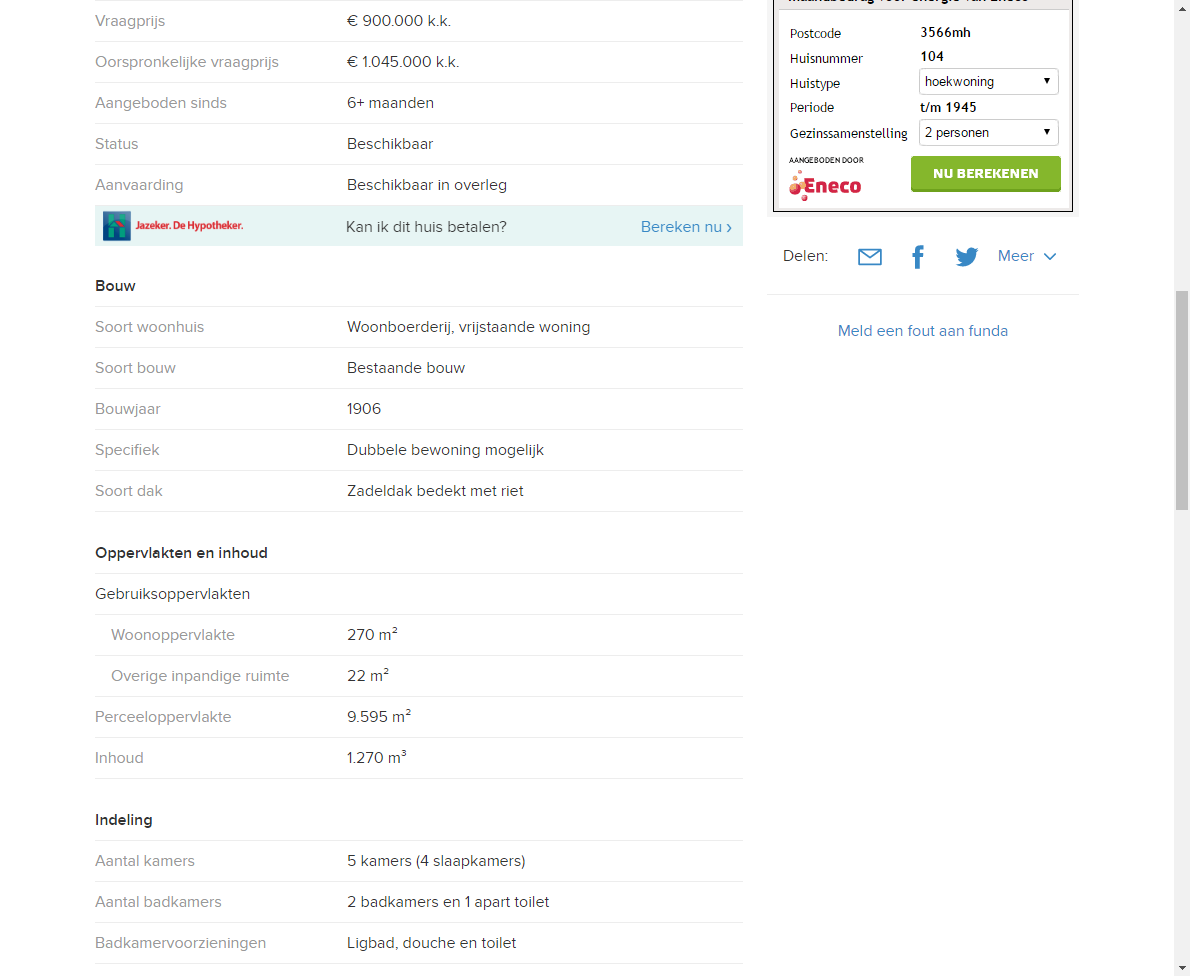 Vraagprijs € 900.000 k.k.
Oorspronkelijke vraagprijs € 1.045.000 k.k.
Aangeboden sinds 6+ maanden
Status Beschikbaar
Aanvaarding Beschikbaar in overleg
Jazeker. De Hypotheker. Kan ik dit huis betalen? Bereken nu ›
Bouw
Soort woonhuis Woonboerderij, vrijstaande woning
Soort bouw Bestaande bouw
Bouwjaar 1906
Specifiek Dubbele bewoning mogelijk
Soort dak Zadeldak bedekt met riet
Oppervlakten en inhoud
Gebruiksoppervlakten
Woonoppervlakte 270 m²
Overige inpandige ruimte 22 m²
Perceeloppervlakte 9.595 m²
Inhoud 1.270 m³
Indeling
Aantal kamers 5 kamers (4 slaapkamers)
Aantal badkamers 2 badkamers en 1 apart toilet
Badkamervoorzieningen Ligbad, douche en toilet
Postcode 3566mh
Huisnummer 104
Huistype hoekwoning
Periode t/m 1945
Gezinssamenstelling 2 personen
AANGEBODEN DOOR
Eneco
NU BEREKENEN
Delen: Meer
Meld een fout aan funda